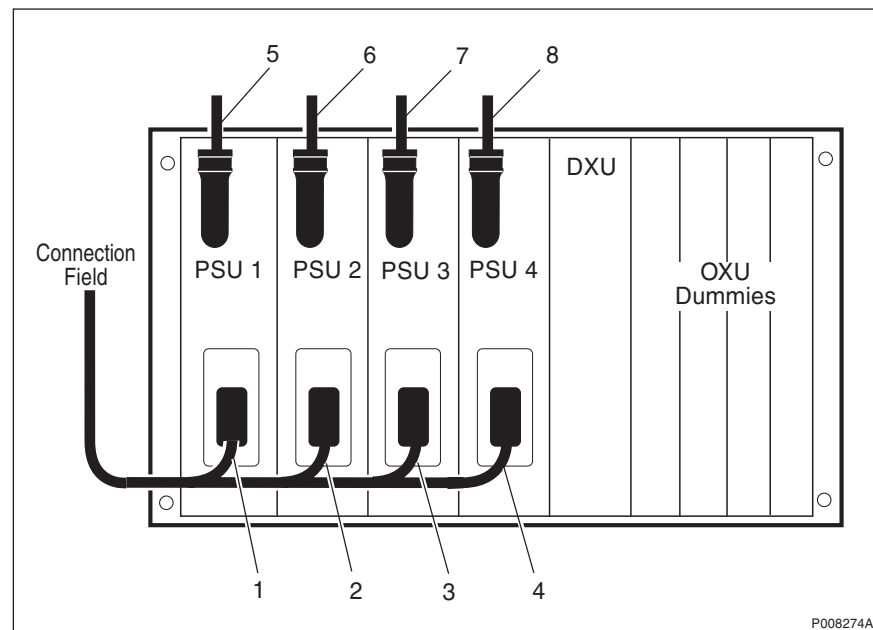 5 6 7 8
DXU
Connection
Field
PSU 1 PSU 2 PSU 3 PSU 4
OXU
Dummies
1 2 3 4
P008274A